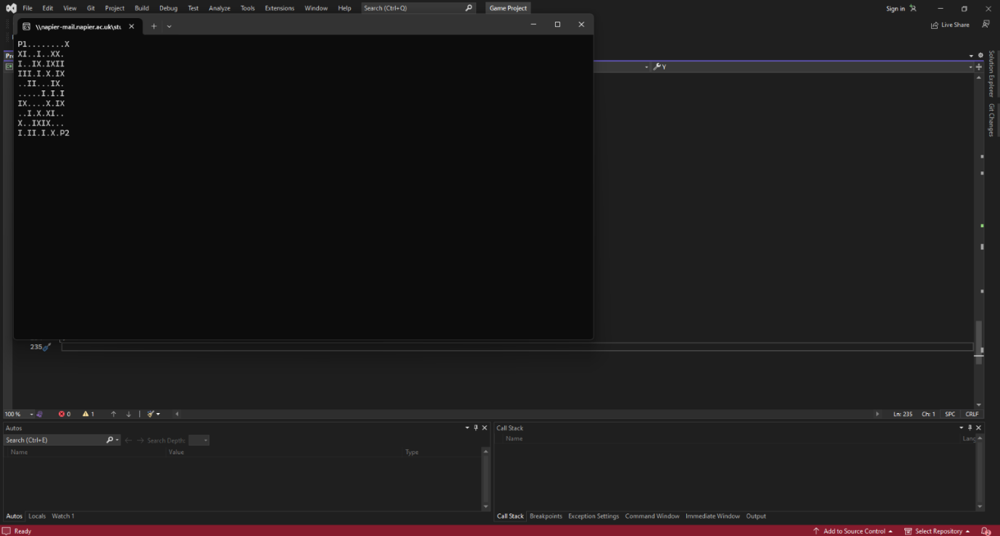 File Edit View Git Project Build Debug Test Analyze Tools Extensions Window Help Search (Ctrl+Q) Game Project Sign in
\\napier-mail.napier.ac.uk\stu
Live Share
P1........X
XI..I..XX.
I..IX.IXII
III.I.X.IX
..II...IX.
.....I.I.I
IX....X.IX
..I.X.XI..
X..IXIX...
I.II.I.X.P2
Y
Solution Explorer
Git Changes
235
100 % 0 1 Ln: 235 Ch: 1 SPC CRLF
Autos
Search (Ctrl+E) Search Depth:
Name Value Type
Autos Locals Watch 1
Call Stack
Name
Call Stack Breakpoints Exception Settings Command Window Immediate Window Output
Ready Add to Source Control Select Repository